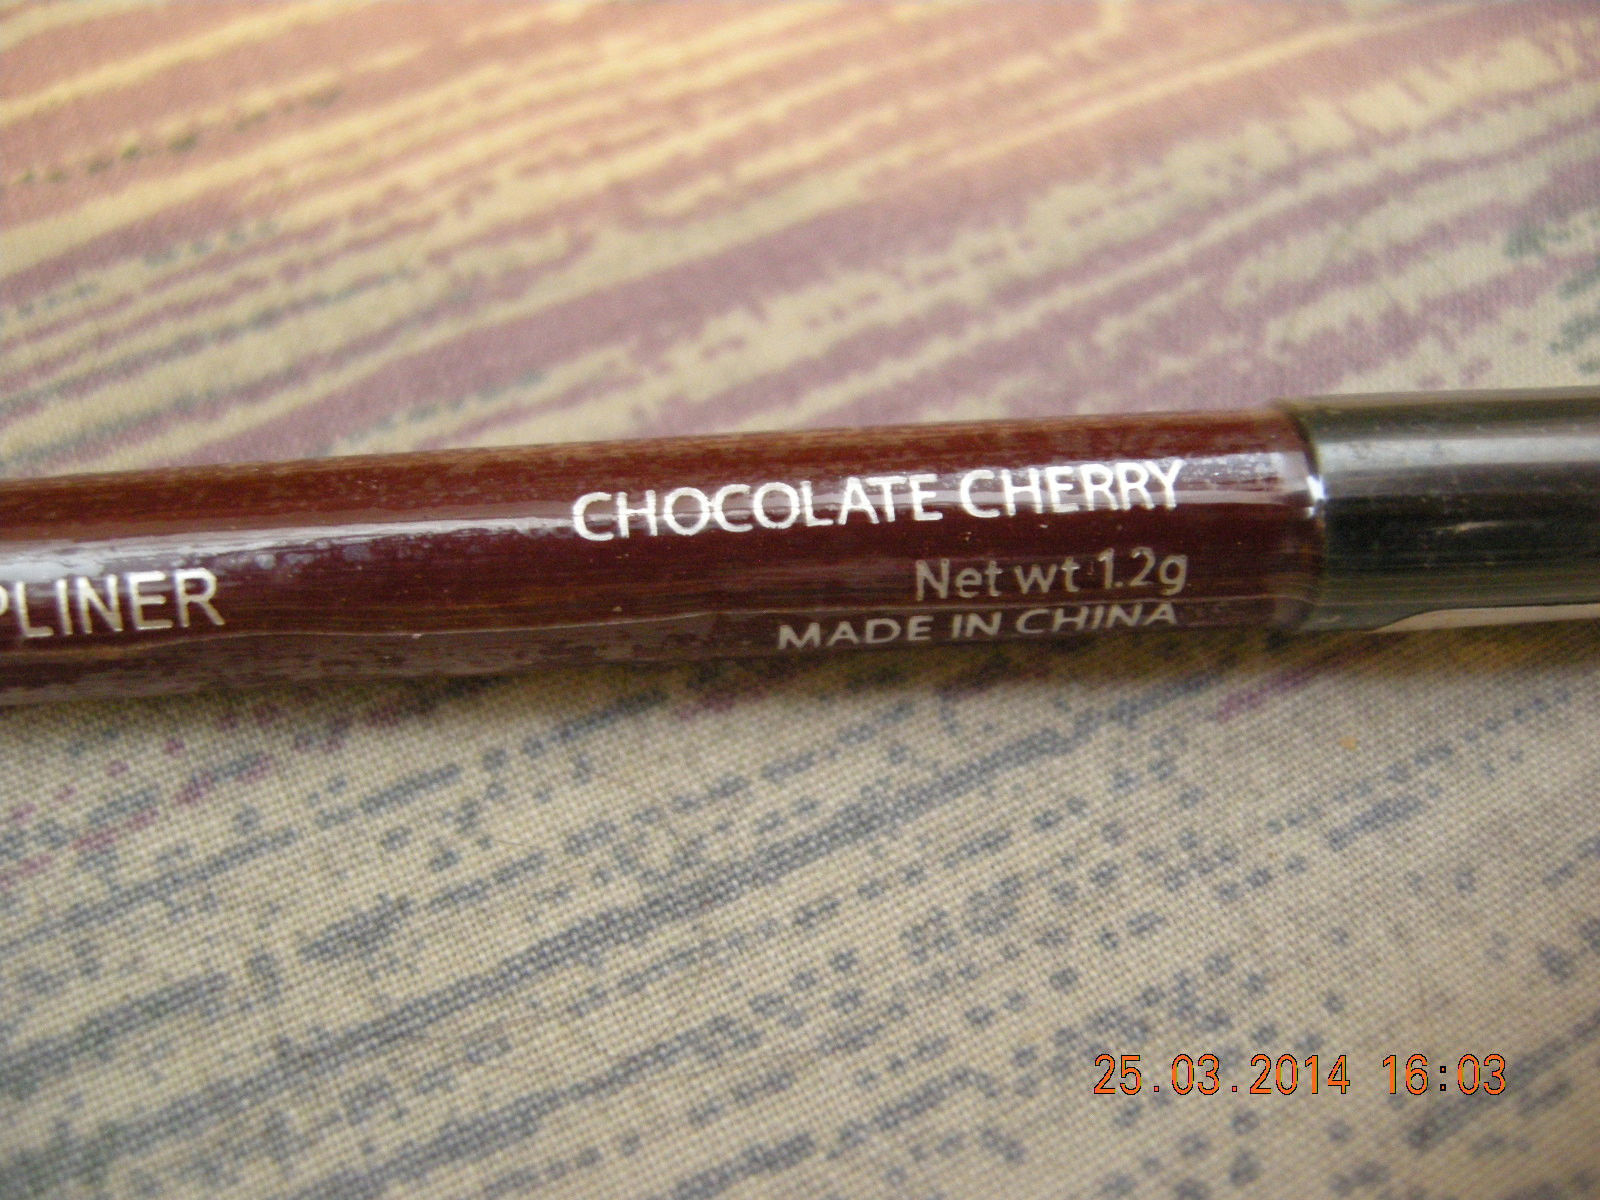 PLINER
CHOCOLATE CHERRY
Net wt 1.2g
MADE IN CHINA
25.03.2014 16:03